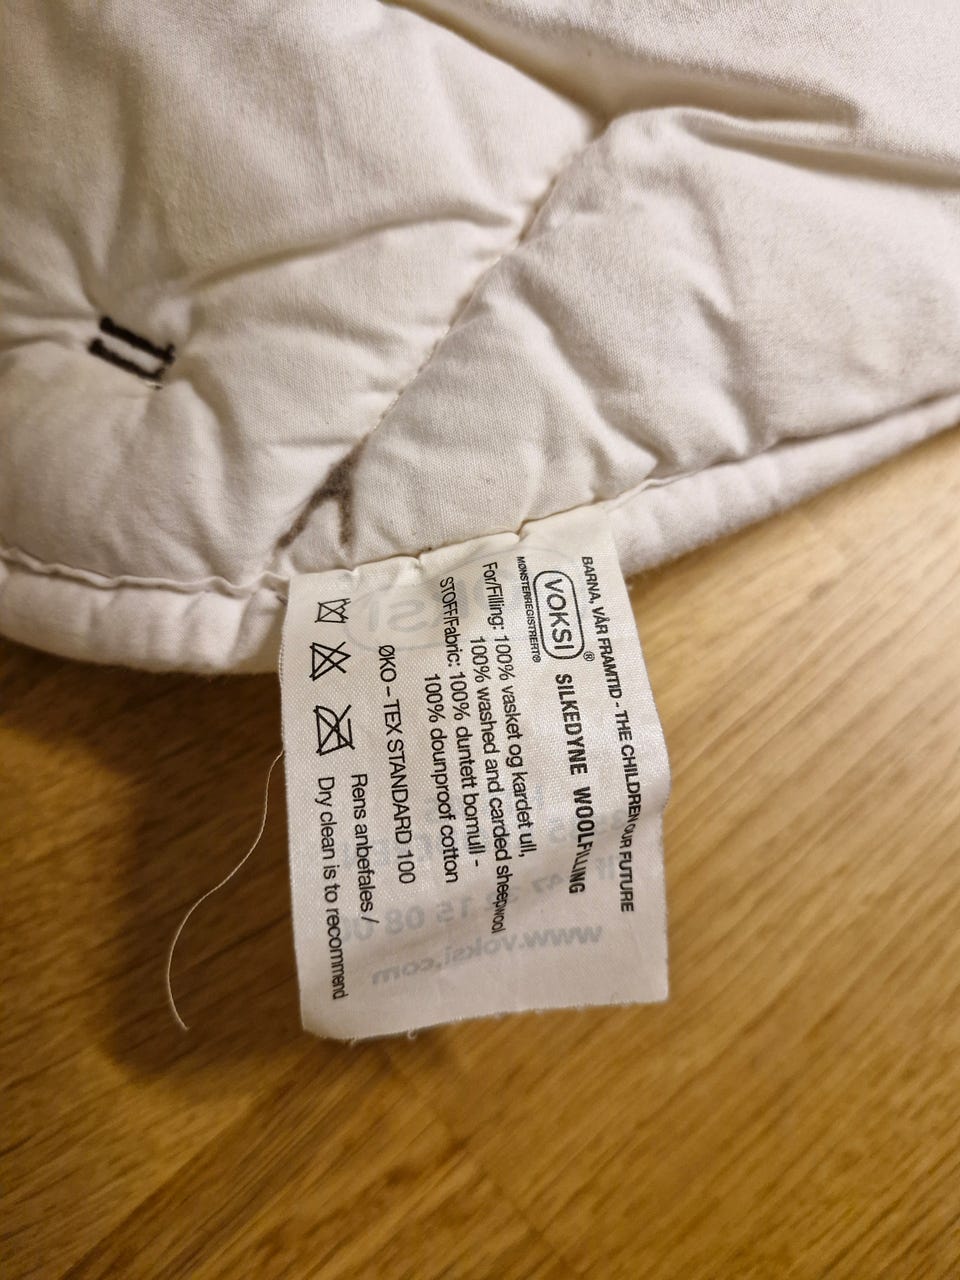 BARNA, VÅR FRAMTID - THE CHILDREN OUR FUTURE
VOKSI ®
MØNSTERREGISTRERT®
SILKEDYNE WOOLFILLING
For/Filling: 100% vasket og kardet ull,
100% washed and carded sheepwool
STOFF/Fabric: 100% duntett bomull -
100% dounproof cotton
ØKO - TEX STANDARD 100
Rens anbefales /
Dry clean is to recommend
www.voksi.com